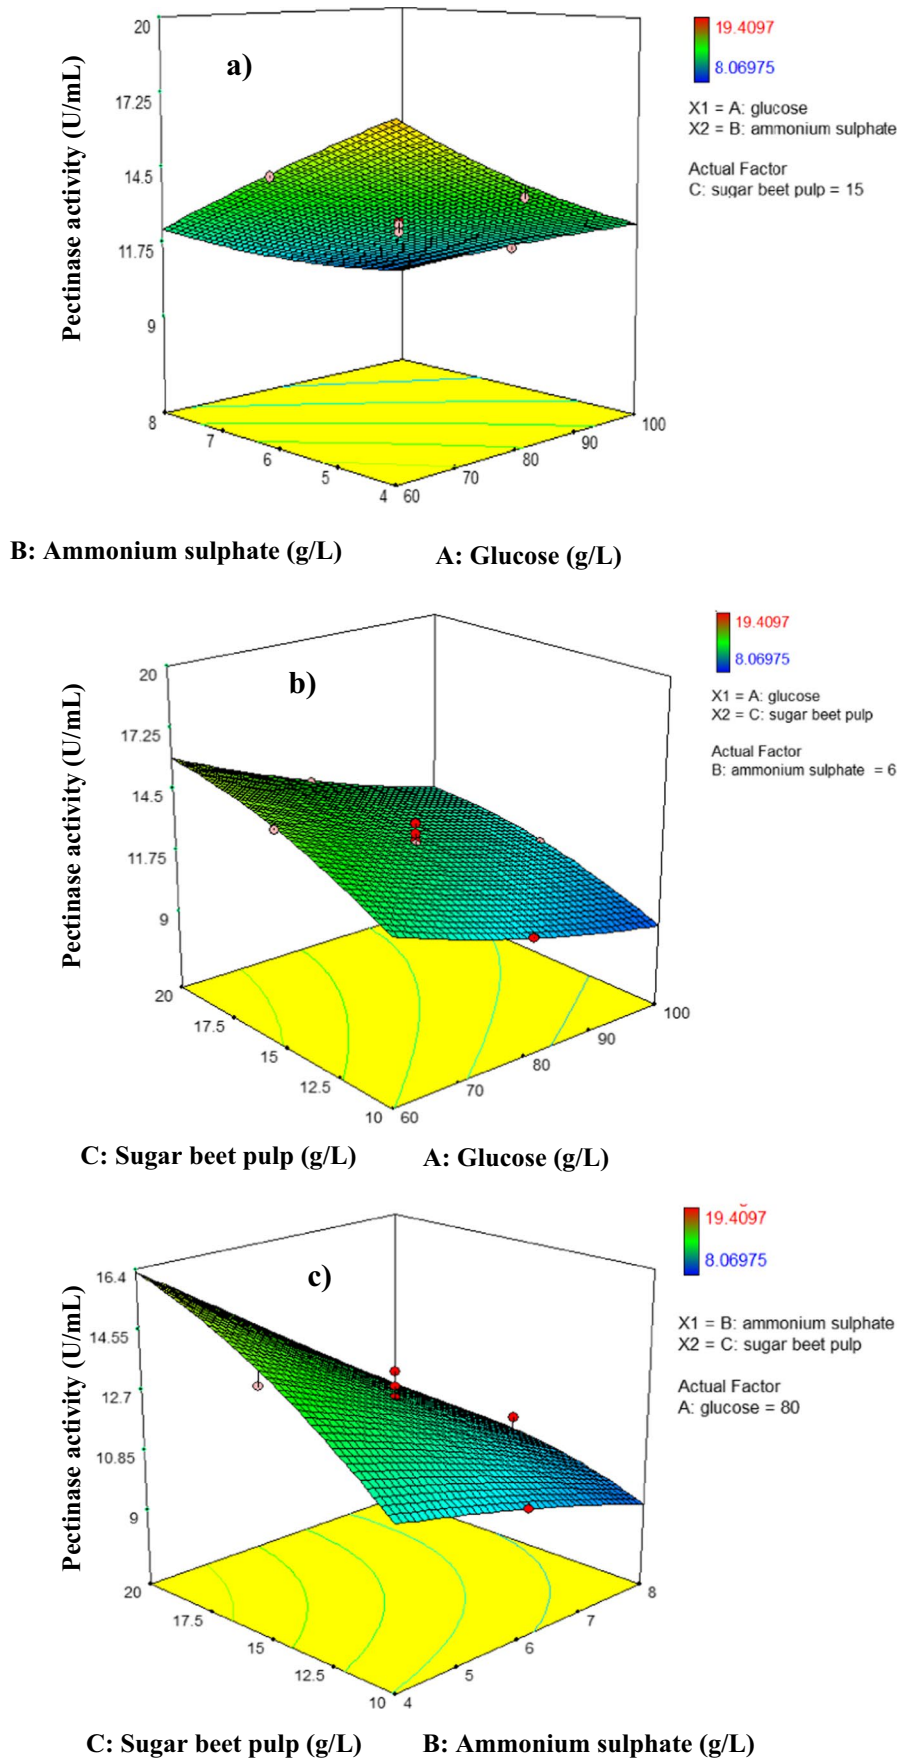 20
17.25
14.5
11.75
9
Pectinase activity (U/mL)
a)
19.4097
8.06975
X1 = A: glucose
X2 = B: ammonium sulphate
Actual Factor
C: sugar beet pulp = 15
8
7
6
5
4
60
70
80
90
100
B: Ammonium sulphate (g/L)
A: Glucose (g/L)
20
17.25
14.5
11.75
9
Pectinase activity (U/mL)
b)
19.4097
8.06975
X1 = A: glucose
X2 = C: sugar beet pulp
Actual Factor
B: ammonium sulphate = 6
20
17.5
15
12.5
10
60
70
80
90
100
C: Sugar beet pulp (g/L)
A: Glucose (g/L)
16.4
14.55
12.7
10.85
9
Pectinase activity (U/mL)
c)
19.4097
8.06975
X1 = B: ammonium sulphate
X2 = C: sugar beet pulp
Actual Factor
A: glucose = 80
20
17.5
15
12.5
10
4
5
6
7
8
C: Sugar beet pulp (g/L)
B: Ammonium sulphate (g/L)